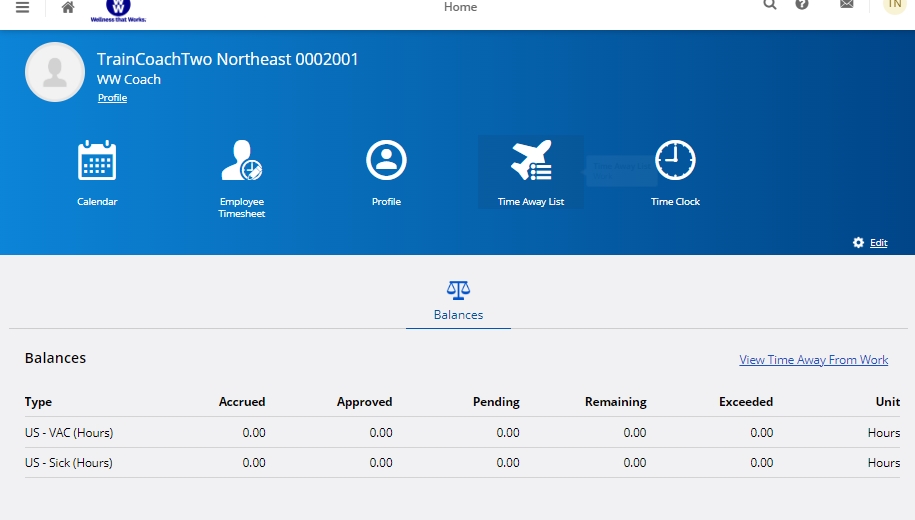 Home
TN
WW
Wellness that Works.
TrainCoachTwo Northeast 0002001
WW Coach
Profile
Calendar
Employee
Timesheet
Profile
Time Away List
Time Clock
Edit
Balances
Balances
View Time Away From Work
Type Accrued Approved Pending Remaining Exceeded Unit
US - VAC (Hours) 0.00 0.00 0.00 0.00 0.00 Hours
US - Sick (Hours) 0.00 0.00 0.00 0.00 0.00 Hours